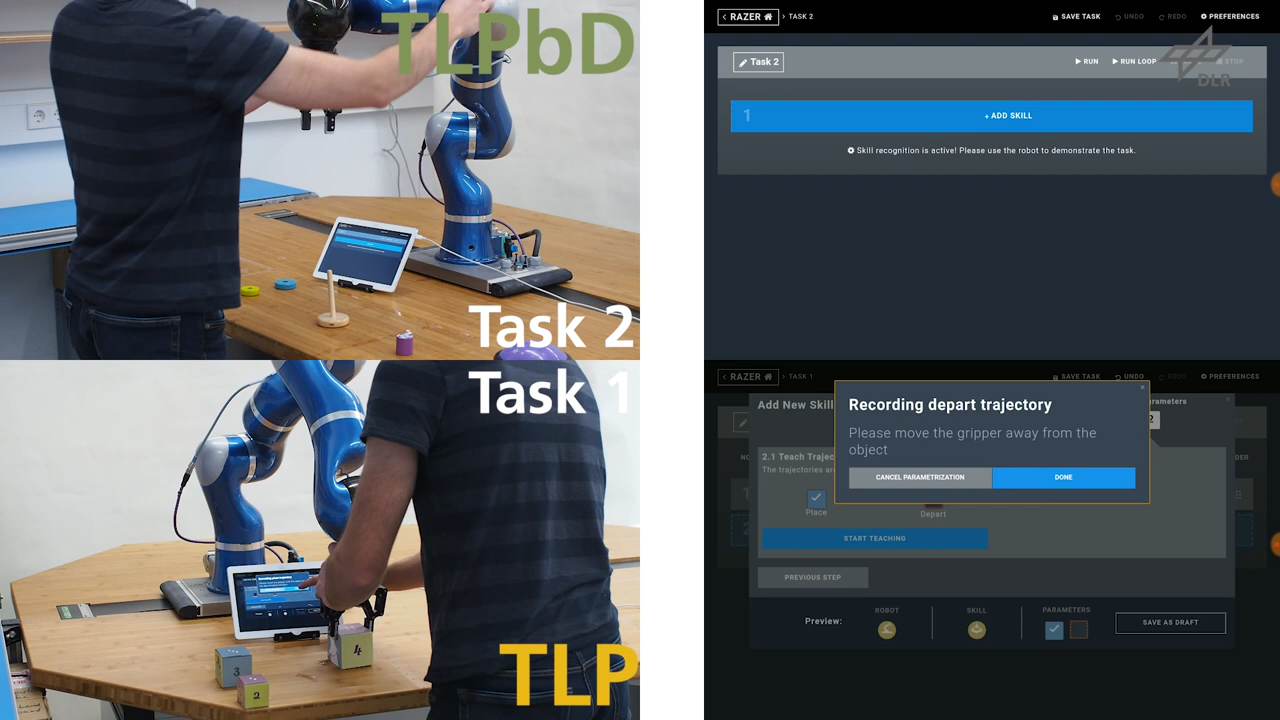 TLPbD
Task 2
RAZER › TASK 2
SAVE TASK
UNDO
REDO
PREFERENCES
Task 2
RUN
RUN LOOP
STOP
DLR
1
+ ADD SKILL
Skill recognition is active! Please use the robot to demonstrate the task.
Task 1
TLP
3
2
4
RAZER › TASK 1
SAVE TASK
UNDO
REDO
PREFERENCES
Add New Skill
Recording depart trajectory
Please move the gripper away from the
object
CANCEL PARAMETRIZATION
DONE
2.1 Teach Trajec
The trajectories are
Place
Depart
START TEACHING
PREVIOUS STEP
Preview:
ROBOT
SKILL
PARAMETERS
SAVE AS DRAFT